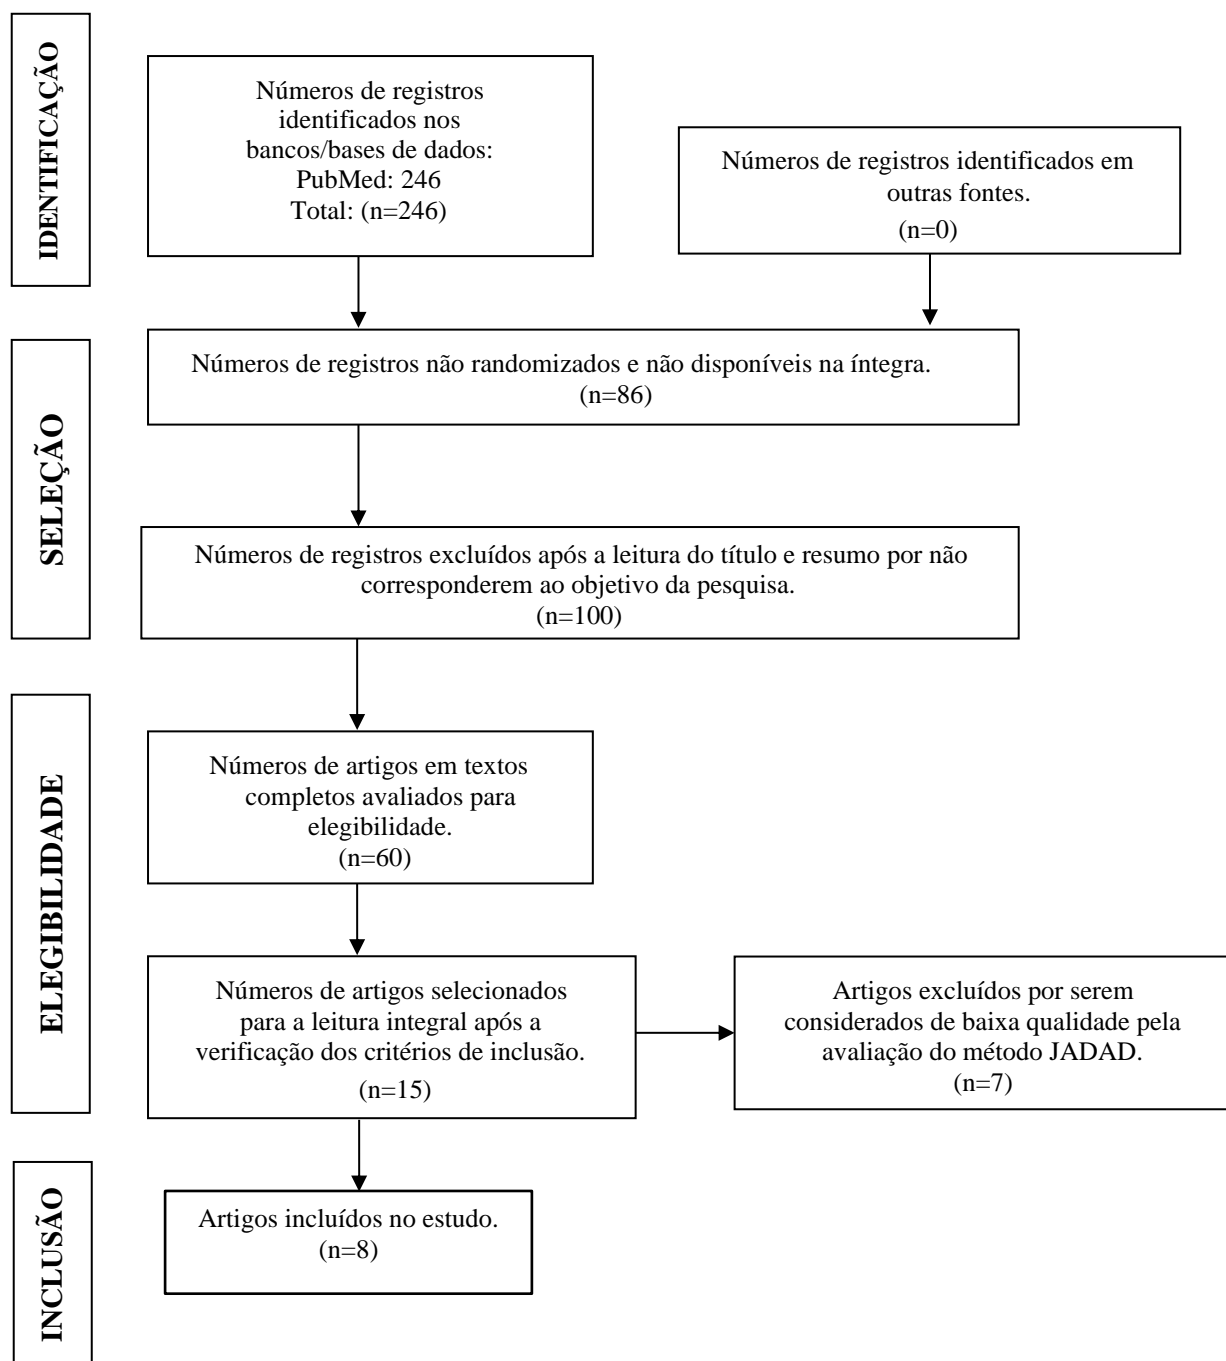 IDENTIFICAÇÃO
Números de registros
identificados nos
bancos/bases de dados:
PubMed: 246
Total: (n=246)
Números de registros identificados em
outras fontes.
(n=0)
SELEÇÃO
Números de registros não randomizados e não disponíveis na íntegra.
(n=86)
Números de registros excluídos após a leitura do título e resumo por não
corresponderem ao objetivo da pesquisa.
(n=100)
ELEGIBILIDADE
Números de artigos em textos
completos avaliados para
elegibilidade.
(n=60)
Números de artigos selecionados
para a leitura integral após a
verificação dos critérios de inclusão.
(n=15)
Artigos excluídos por serem
considerados de baixa qualidade pela
avaliação do método JADAD.
(n=7)
INCLUSÃO
Artigos incluídos no estudo.
(n=8)